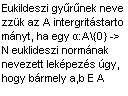 Eukildeszi gyűrűnek neve
zzük az A intergritástarto
mányt, ha egy α:A\{0} ->
N euklideszi normának
nevezett leképezés úgy,
hogy bármely a,b E A